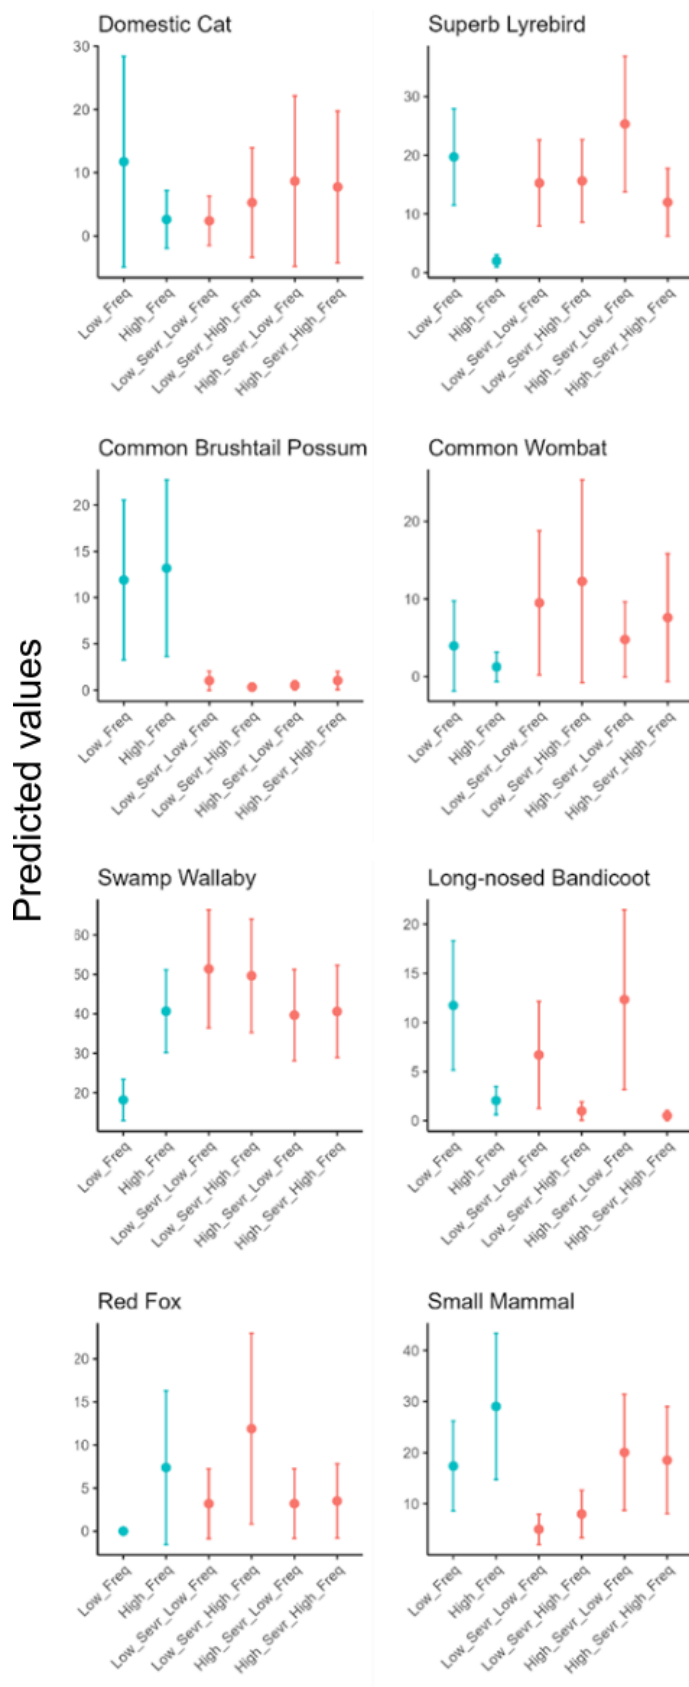 Predicted values
Domestic Cat
30
20
10
0
Low_Freq
High_Freq
Low_Sevr_Low_Freq
Low_Sevr_High_Freq
High_Sevr_Low_Freq
High_Sevr_High_Freq
Superb Lyrebird
30
20
10
0
Low_Freq
High_Freq
Low_Sevr_Low_Freq
Low_Sevr_High_Freq
High_Sevr_Low_Freq
High_Sevr_High_Freq
Common Brushtail Possum
20
15
10
5
0
Low_Freq
High_Freq
Low_Sevr_Low_Freq
Low_Sevr_High_Freq
High_Sevr_Low_Freq
High_Sevr_High_Freq
Common Wombat
20
10
0
Low_Freq
High_Freq
Low_Sevr_Low_Freq
Low_Sevr_High_Freq
High_Sevr_Low_Freq
High_Sevr_High_Freq
Swamp Wallaby
60
50
40
30
20
Low_Freq
High_Freq
Low_Sevr_Low_Freq
Low_Sevr_High_Freq
High_Sevr_Low_Freq
High_Sevr_High_Freq
Long-nosed Bandicoot
20
15
10
5
0
Low_Freq
High_Freq
Low_Sevr_Low_Freq
Low_Sevr_High_Freq
High_Sevr_Low_Freq
High_Sevr_High_Freq
Red Fox
20
15
10
5
0
Low_Freq
High_Freq
Low_Sevr_Low_Freq
Low_Sevr_High_Freq
High_Sevr_Low_Freq
High_Sevr_High_Freq
Small Mammal
40
30
20
10
Low_Freq
High_Freq
Low_Sevr_Low_Freq
Low_Sevr_High_Freq
High_Sevr_Low_Freq
High_Sevr_High_Freq